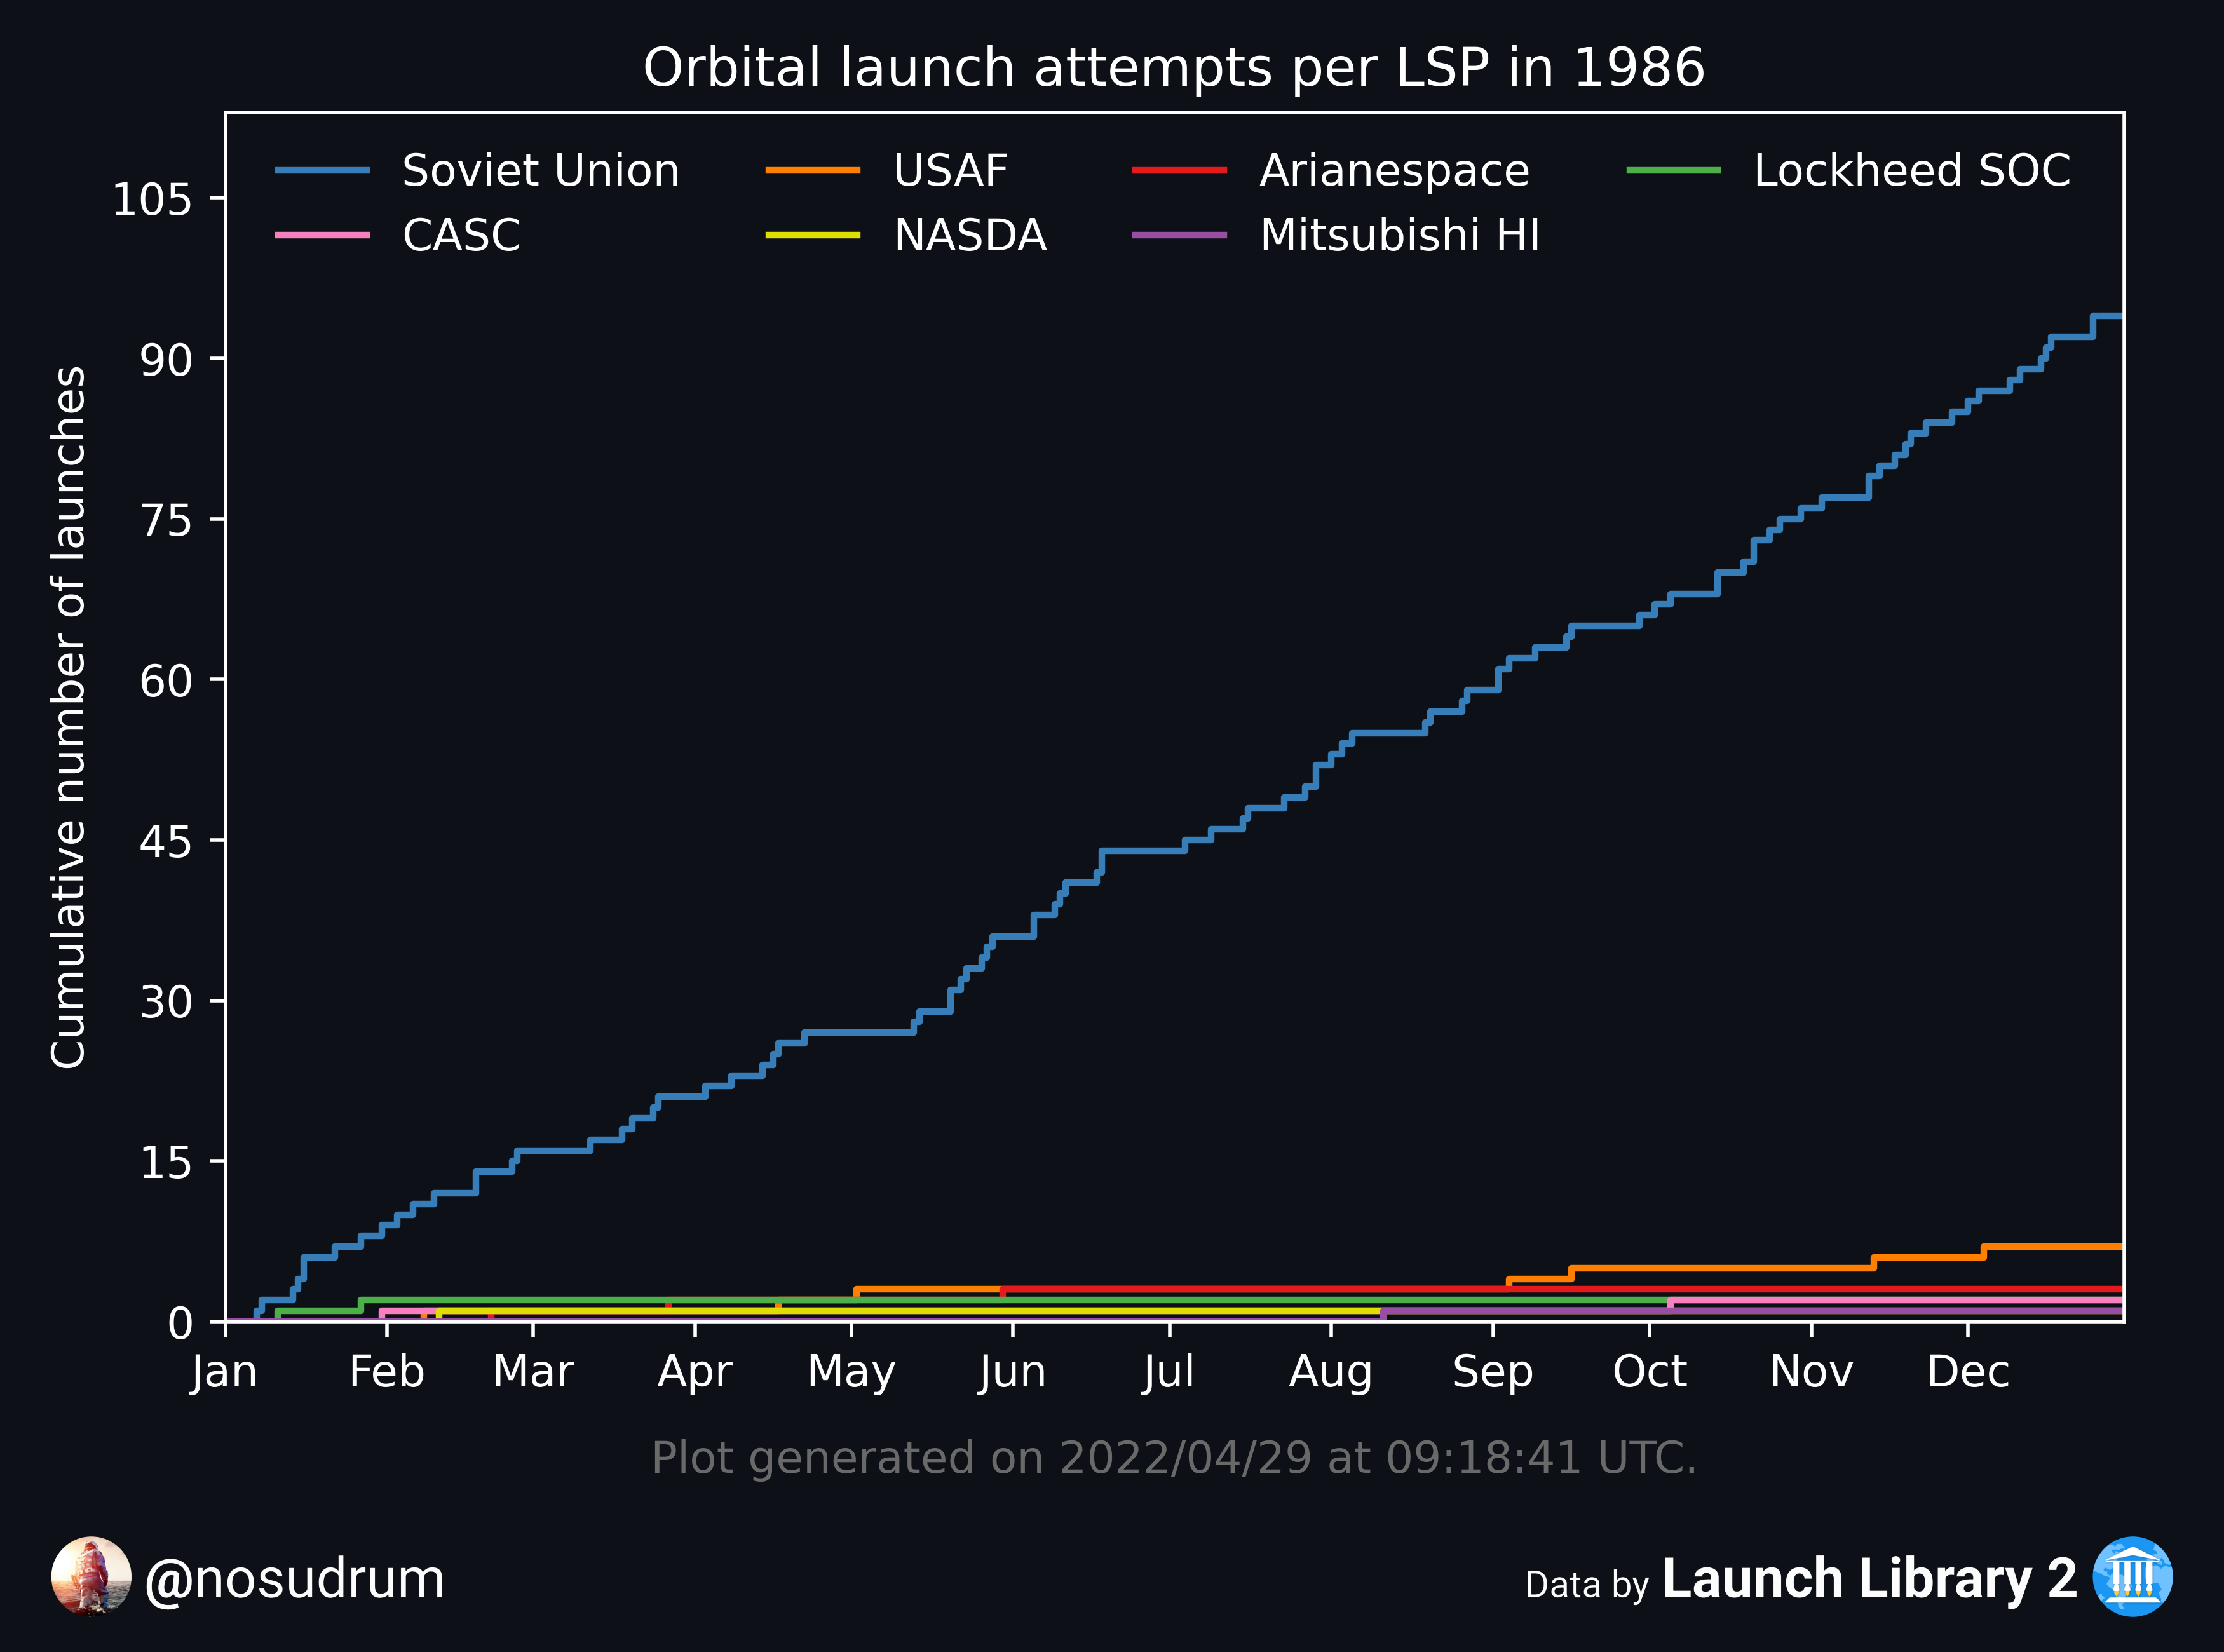 Orbital launch attempts per LSP in 1986
Soviet Union
USAF
Arianespace
Lockheed SOC
CASC
NASDA
Mitsubishi HI
Cumulative number of launches
105
90
75
60
45
30
15
0
Jan
Feb
Mar
Apr
May
Jun
Jul
Aug
Sep
Oct
Nov
Dec
Plot generated on 2022/04/29 at 09:18:41 UTC.
@nosudrum
Data by Launch Library 2